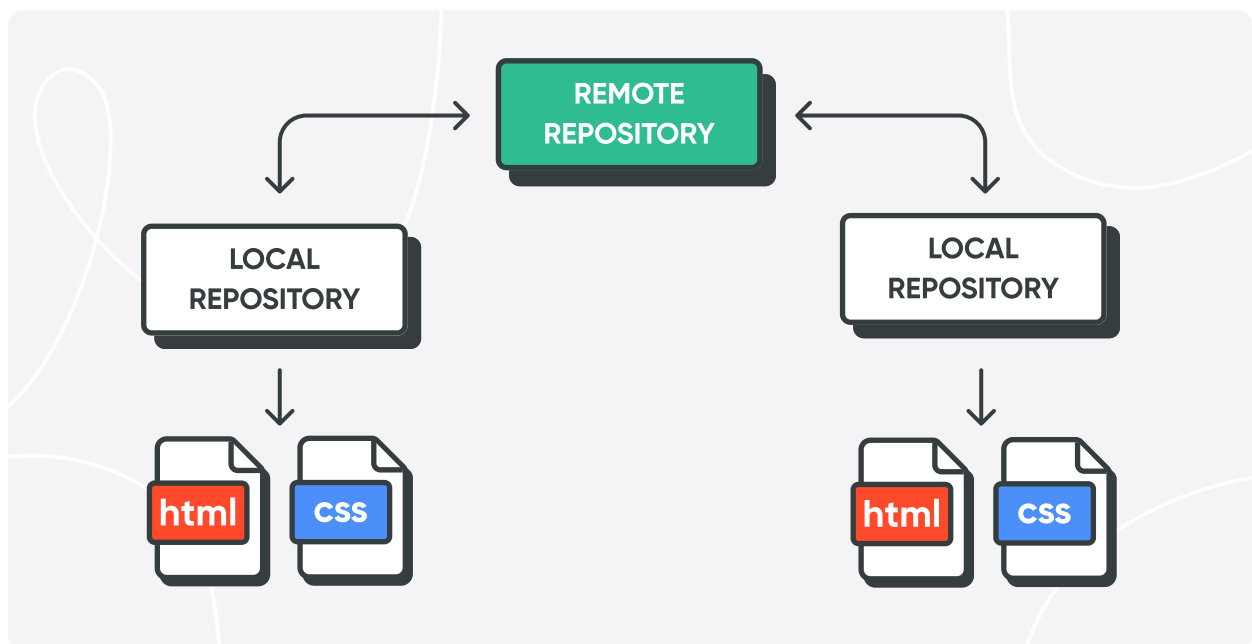 REMOTE
REPOSITORY
LOCAL
REPOSITORY
LOCAL
REPOSITORY
html
css
html
css